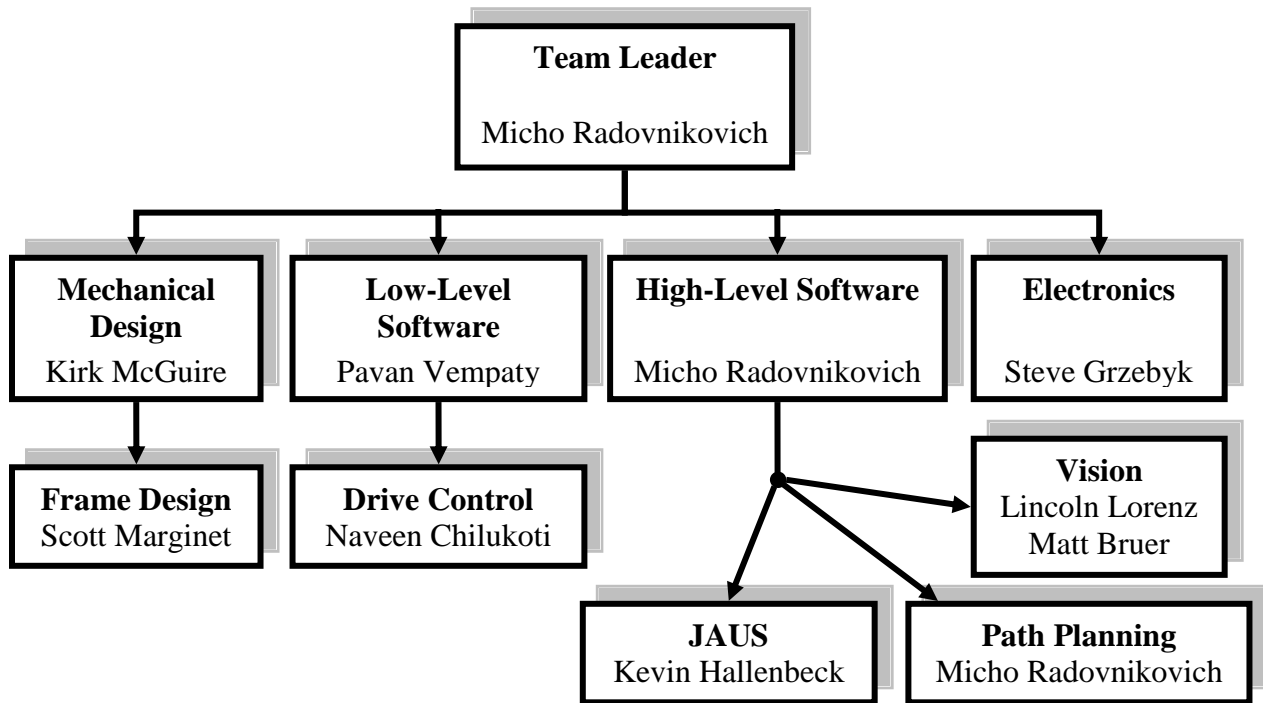 Team Leader
Micho Radovnikovich
Mechanical
Design
Kirk McGuire
Low-Level
Software
Pavan Vempaty
High-Level Software
Micho Radovnikovich
Electronics
Steve Grzebyk
Frame Design
Scott Marginet
Drive Control
Naveen Chilukoti
Vision
Lincoln Lorenz
Matt Bruer
JAUS
Kevin Hallenbeck
Path Planning
Micho Radovnikovich